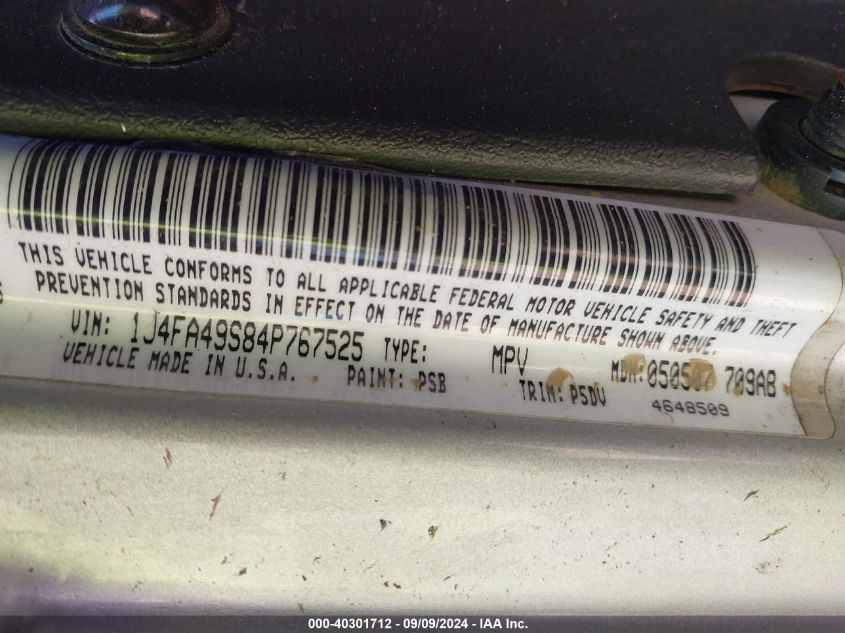 THIS VEHICLE CONFORMS TO ALL APPLICABLE FEDERAL MOTOR VEHICLE SAFETY AND THEFT
PREVENTION STANDARDS IN EFFECT ON THE DATE OF MANUFACTURE SHOWN ABOVE.
VIN: 1J4FA49S84P767525 TYPE: MPV MDH: 709AB
VEHICLE MADE IN U.S.A. PAINT: PSB TRIM: P5DV
4648509
000-40301712 - 09/09/2024 - IAA Inc.